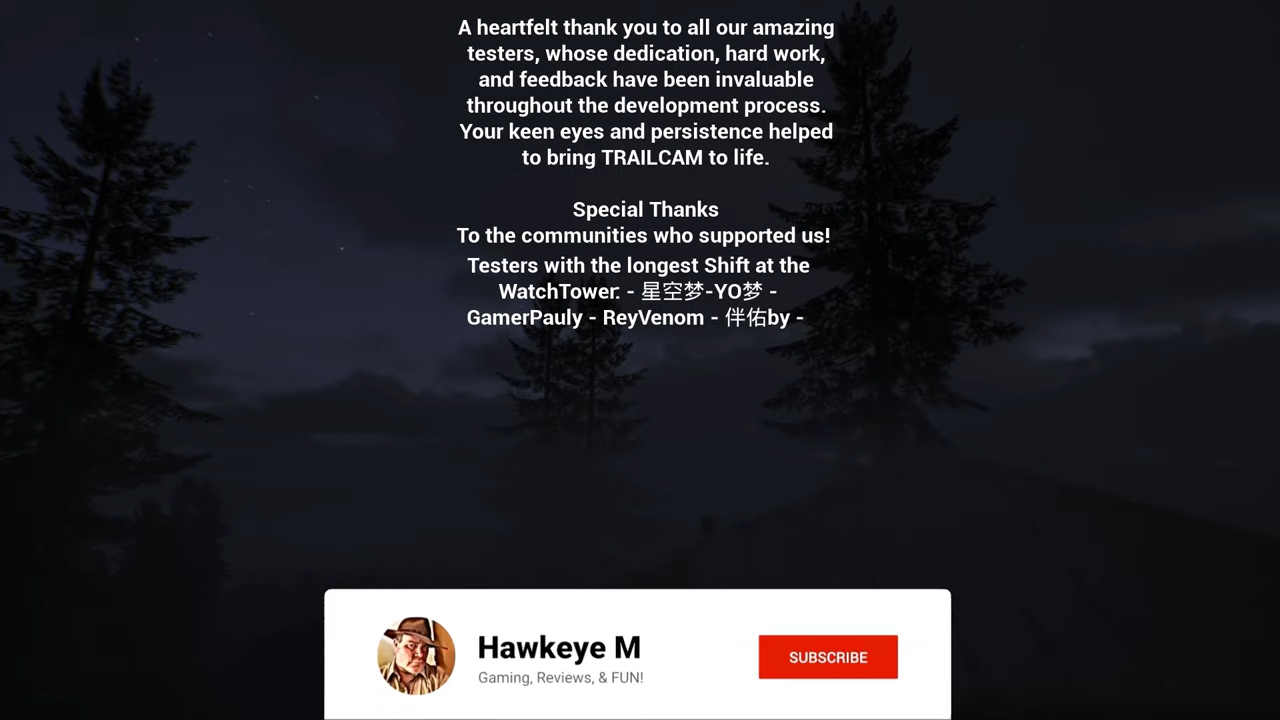 A heartfelt thank you to all our amazing
testers, whose dedication, hard work,
and feedback have been invaluable
throughout the development process.
Your keen eyes and persistence helped
to bring TRAILCAM to life.
Special Thanks
To the communities who supported us!
Testers with the longest Shift at the
WatchTower: - 星空梦-YO梦 -
GamerPauly - ReyVenom - 伴佑by -
Hawkeye M
Gaming, Reviews, & FUN!
SUBSCRIBE